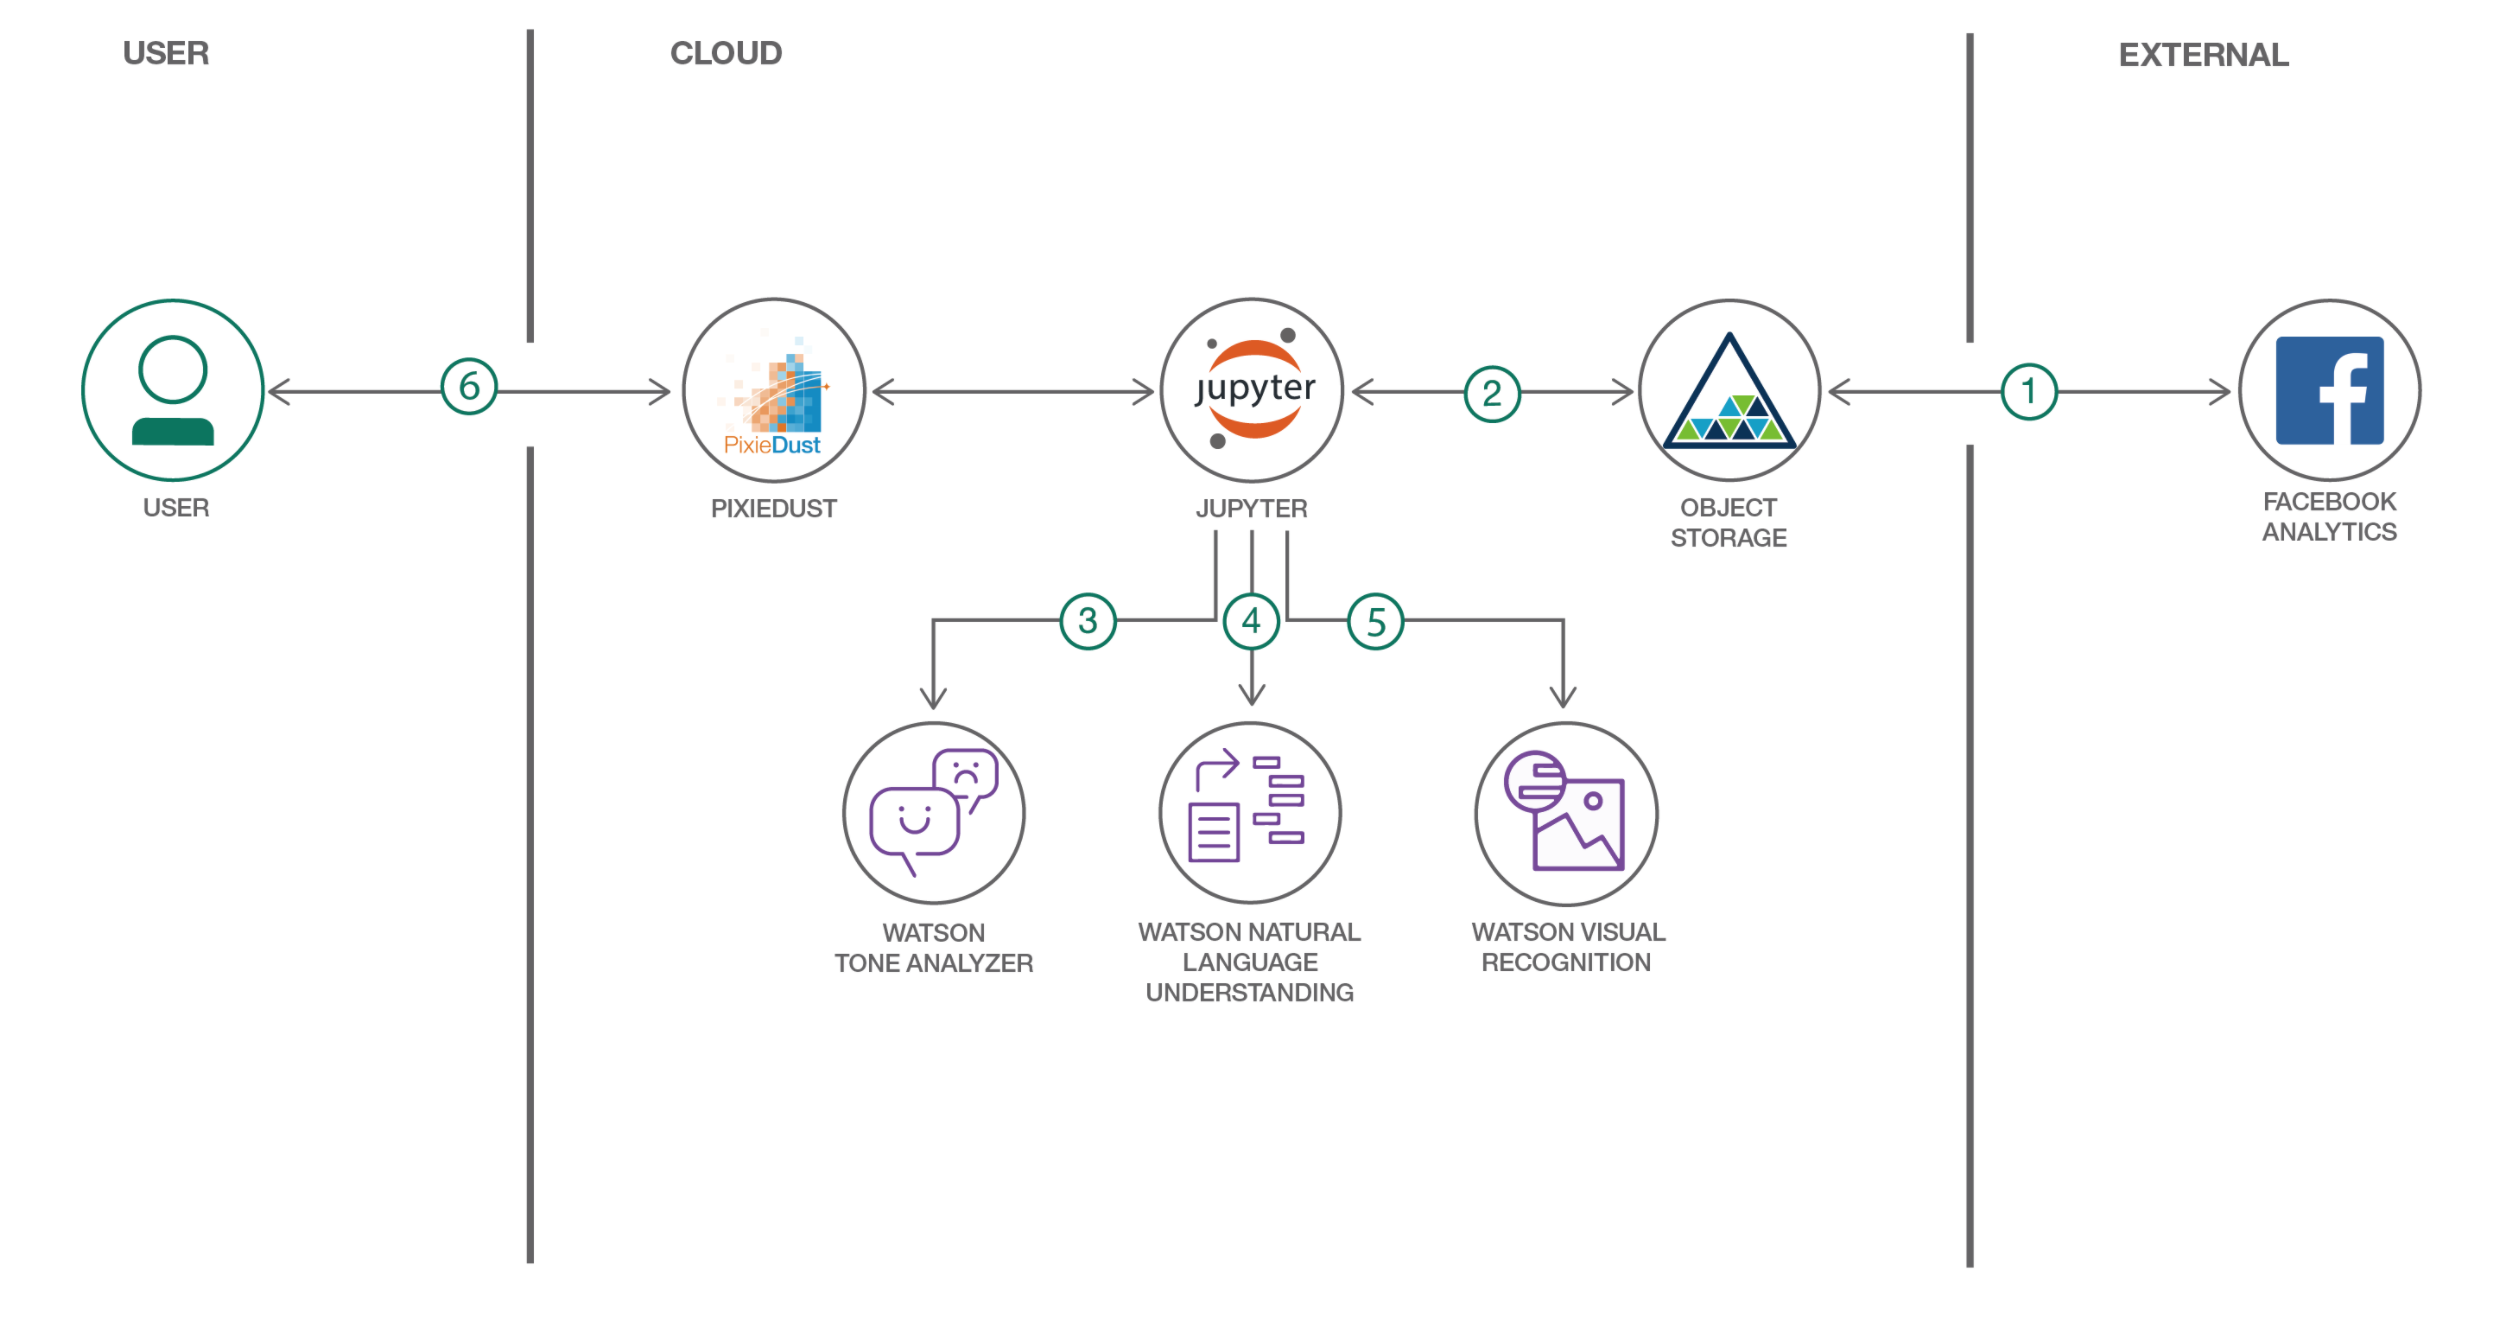 USER
CLOUD
EXTERNAL
6
2
1
PixieDust
jupyter
f
USER
PIXIEDUST
JUPYTER
OBJECT
STORAGE
FACEBOOK
ANALYTICS
3
4
5
WATSON
TONE ANALYZER
WATSON NATURAL
LANGUAGE
UNDERSTANDING
WATSON VISUAL
RECOGNITION